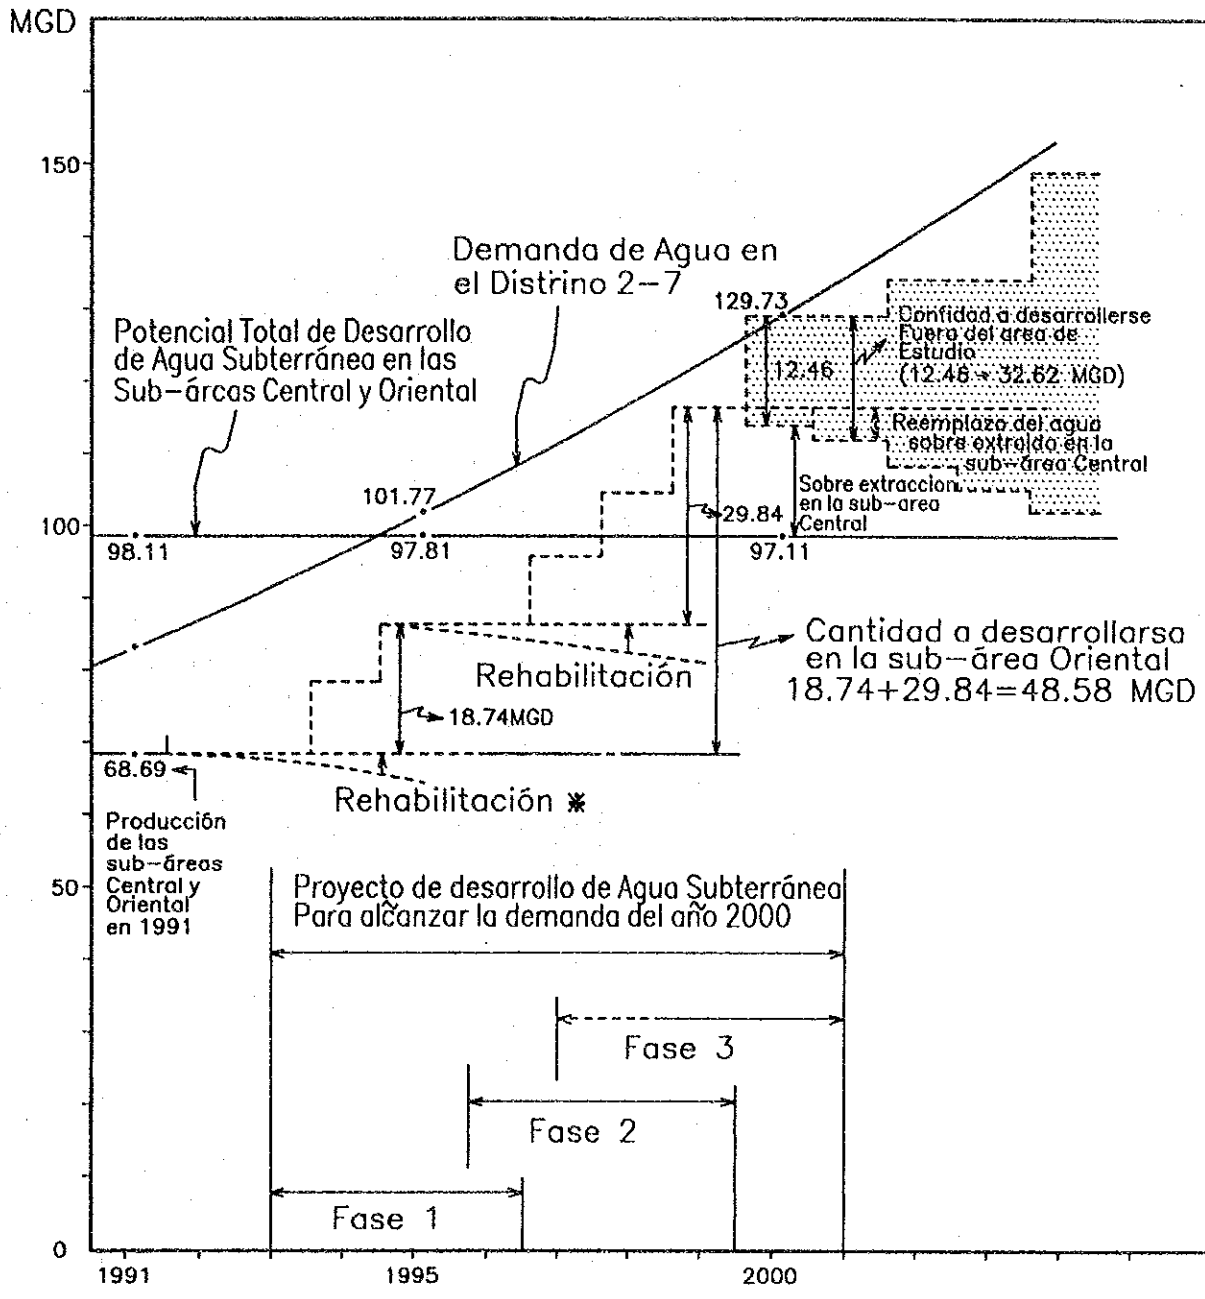 MGD
150
Demanda de Agua en
el Distrino 2-7
129.73
Cantidad a desarrollerse
Fuera del area de
Estudio
(12.46 → 32.62 MGD)
Potencial Total de Desarrollo
de Agua Subterránea en las
Sub-árcas Central y Oriental
12.46
Reemplazo del agua
sobre extraido en la
sub-área Central
Sobre extraccion
en la sub-area
Central
101.77
100
29.84
98.11
97.81
97.11
Cantidad a desarrollarsa
en la sub-área Oriental
18.74+29.84=48.58 MGD
Rehabilitación
18.74MGD
68.69
Rehabilitación *
Producción
de las
sub-áreas
Central y
Oriental
en 1991
50
Proyecto de desarrollo de Agua Subterránea
Para alcanzar la demanda del año 2000
Fase 3
Fase 2
Fase 1
0
1991
1995
2000